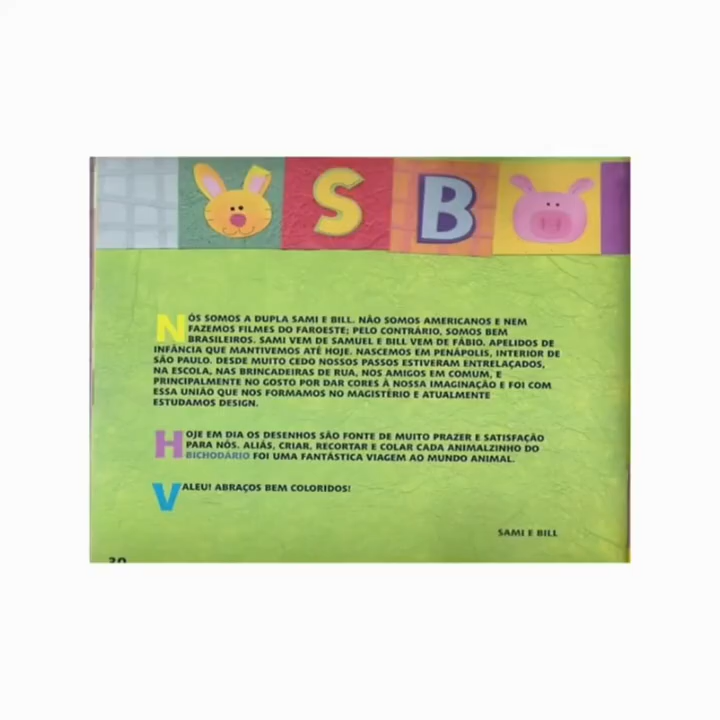 S B
NÓS SOMOS A DUPLA SAMI E BILL. NÃO SOMOS AMERICANOS E NEM
FAZEMOS FILMES DO FAROESTE; PELO CONTRÁRIO, SOMOS BEM
BRASILEIROS. SAMI VEM DE SAMUEL E BILL VEM DE FÁBIO. APELIDOS DE
INFÂNCIA QUE MANTIVEMOS ATÉ HOJE. NASCEMOS EM PENÁPOLIS, INTERIOR DE
SÃO PAULO. DESDE MUITO CEDO NOSSOS PASSOS ESTIVERAM ENTRELAÇADOS,
NA ESCOLA, NAS BRINCADEIRAS DE RUA, NOS AMIGOS EM COMUM, E
PRINCIPALMENTE NO GOSTO POR DAR CORES À NOSSA IMAGINAÇÃO E FOI COM
ESSA UNIÃO QUE NOS FORMAMOS NO MAGISTÉRIO E ATUALMENTE
ESTUDAMOS DESIGN.
HOJE EM DIA OS DESENHOS SÃO FONTE DE MUITO PRAZER E SATISFAÇÃO
PARA NÓS. ALIÁS, CRIAR, RECORTAR E COLAR CADA ANIMALZINHO DO
BICHODÁRIO FOI UMA FANTÁSTICA VIAGEM AO MUNDO ANIMAL.
VALEU! ABRAÇOS BEM COLORIDOS!
SAMI E BILL